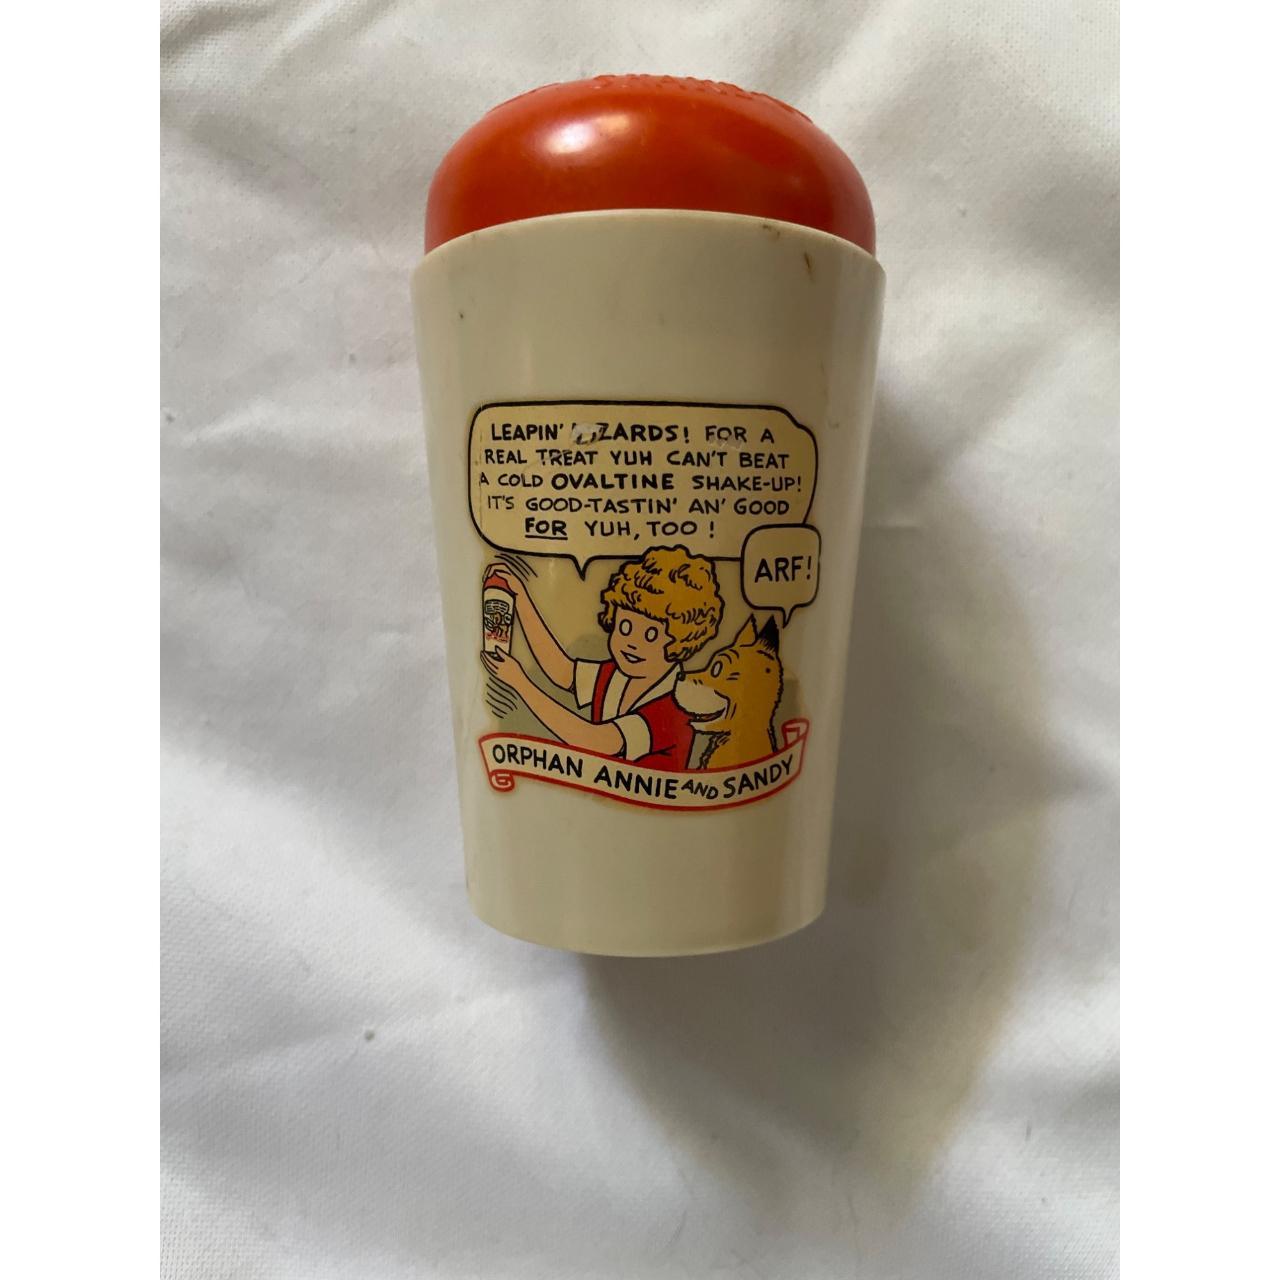 LEAPIN' LIZARDS! FOR A
REAL TREAT YUH CAN'T BEAT
A COLD OVALTINE SHAKE-UP!
IT'S GOOD-TASTIN' AN' GOOD
FOR YUH, TOO!
ARF!
ORPHAN ANNIE AND SANDY